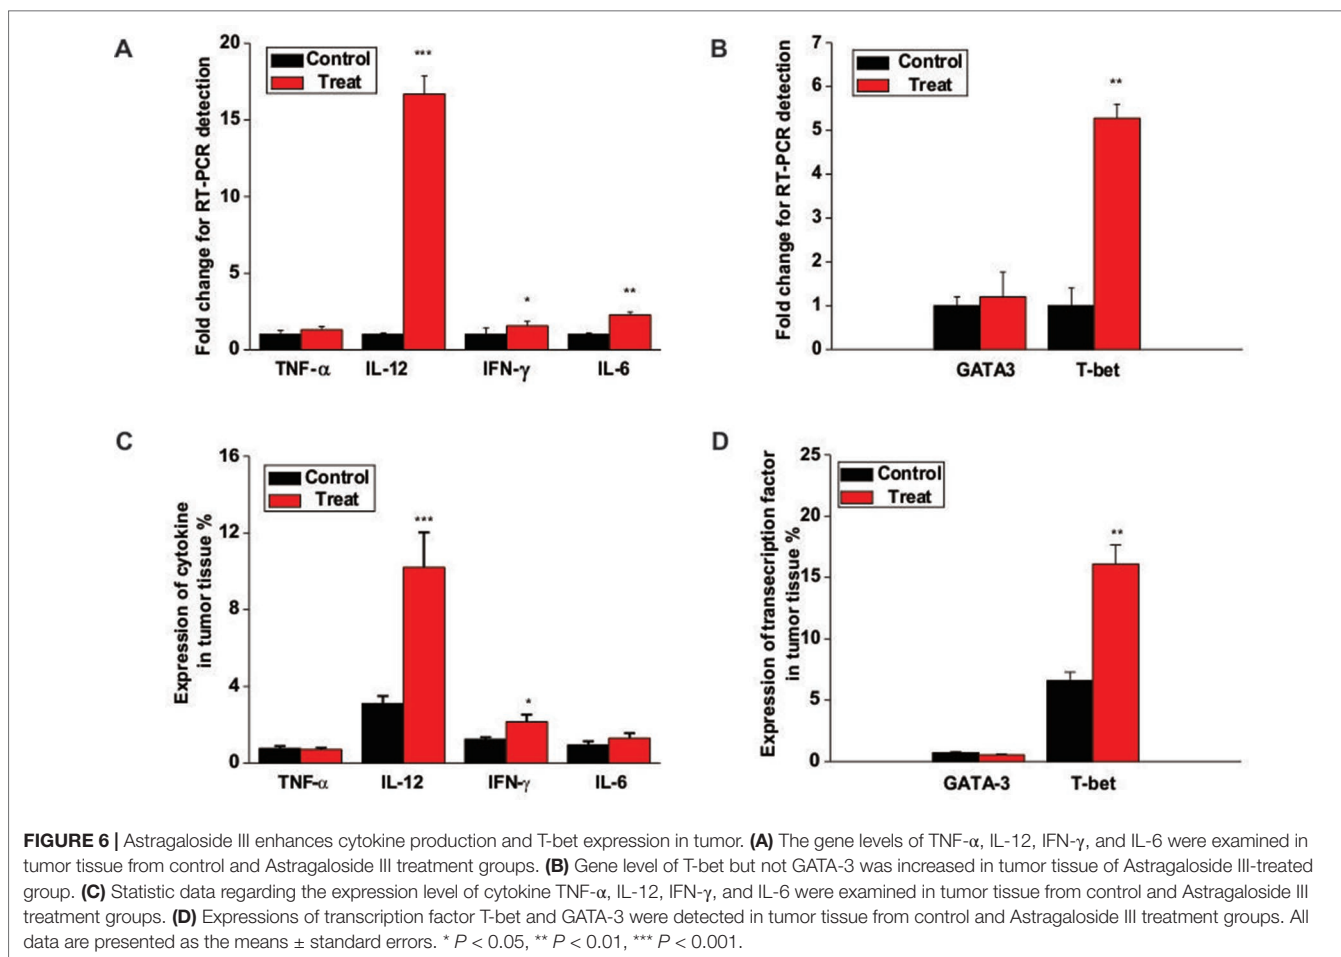 A
20
15
10
5
0
Fold change for RT-PCR detection
Control
Treat
***
*
**
TNF-α IL-12 IFN-γ IL-6
B
7
6
5
4
3
2
1
0
Fold change for RT-PCR detection
Control
Treat
**
GATA3 T-bet
C
16
12
8
4
0
Expression of cytokine
in tumor tissue %
Control
Treat
***
*
TNF-α IL-12 IFN-γ IL-6
D
25
20
15
10
5
0
Expression of transecription factor
in tumor tissue %
Control
Treat
**
GATA-3 T-bet
FIGURE 6 | Astragaloside III enhances cytokine production and T-bet expression in tumor. (A) The gene levels of TNF-α, IL-12, IFN-γ, and IL-6 were examined in
tumor tissue from control and Astragaloside III treatment groups. (B) Gene level of T-bet but not GATA-3 was increased in tumor tissue of Astragaloside III-treated
group. (C) Statistic data regarding the expression level of cytokine TNF-α, IL-12, IFN-γ, and IL-6 were examined in tumor tissue from control and Astragaloside III
treatment groups. (D) Expressions of transcription factor T-bet and GATA-3 were detected in tumor tissue from control and Astragaloside III treatment groups. All
data are presented as the means ± standard errors. * P < 0.05, ** P < 0.01, *** P < 0.001.